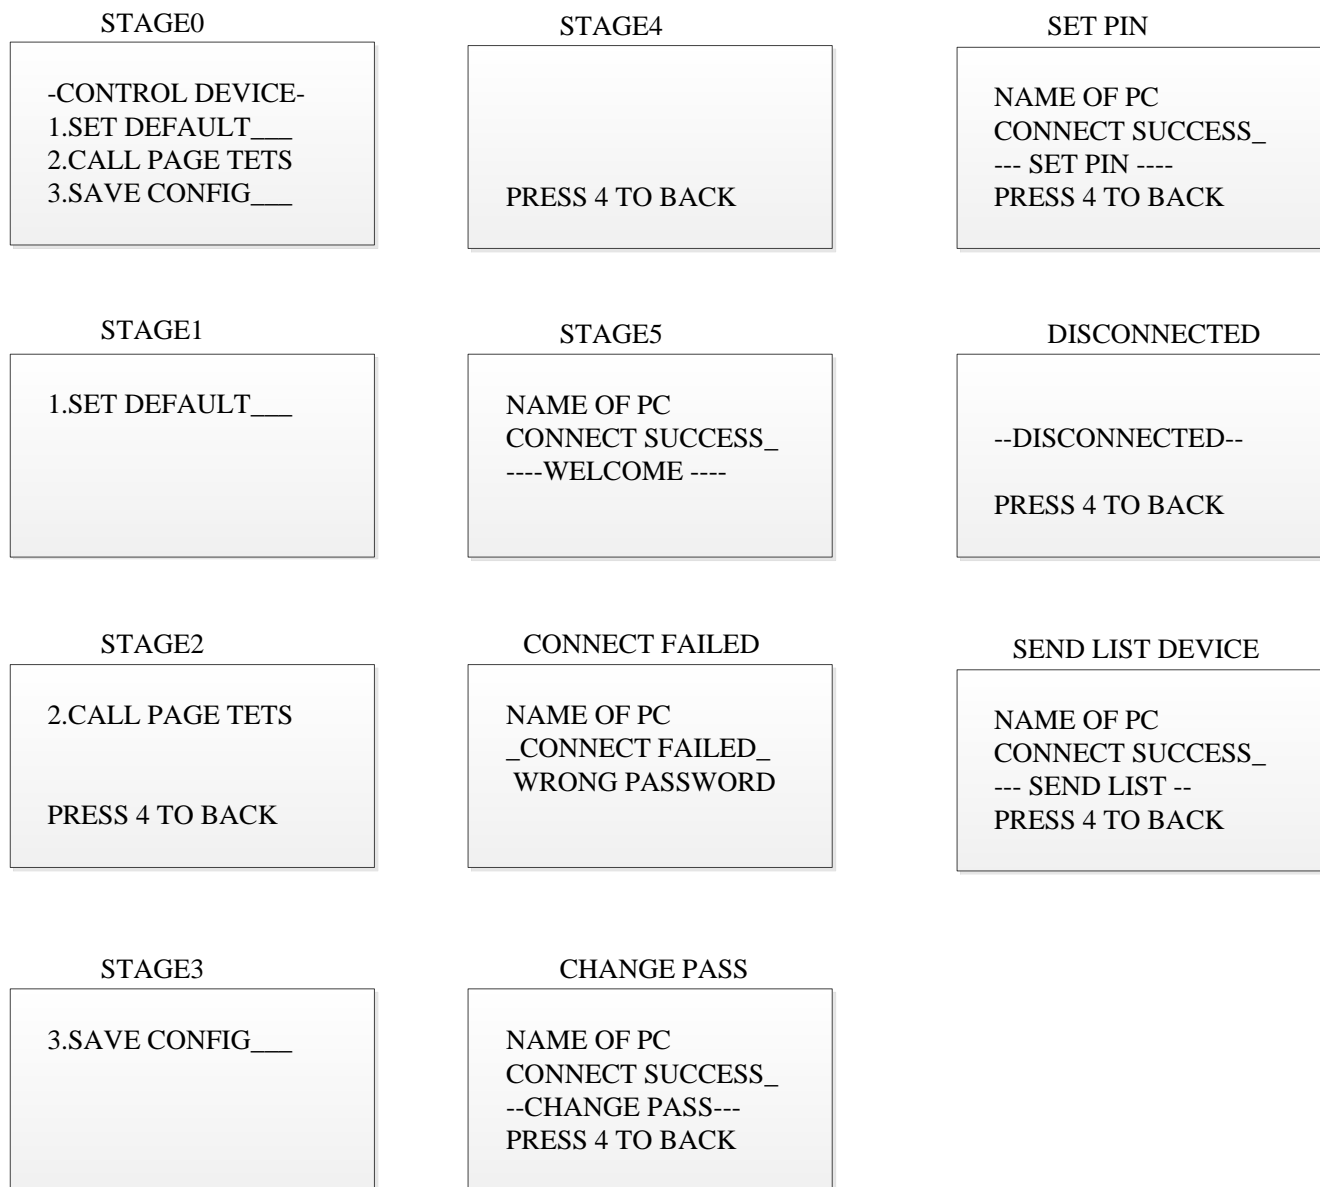 STAGE0
-CONTROL DEVICE-
1.SET DEFAULT___
2.CALL PAGE TETS
3.SAVE CONFIG___
STAGE1
1.SET DEFAULT___
STAGE2
2.CALL PAGE TETS
PRESS 4 TO BACK
STAGE3
3.SAVE CONFIG___
STAGE4
PRESS 4 TO BACK
STAGE5
NAME OF PC
CONNECT SUCCESS_
----WELCOME ----
CONNECT FAILED
NAME OF PC
_CONNECT FAILED_
WRONG PASSWORD
CHANGE PASS
NAME OF PC
CONNECT SUCCESS_
--CHANGE PASS---
PRESS 4 TO BACK
SET PIN
NAME OF PC
CONNECT SUCCESS_
--- SET PIN ----
PRESS 4 TO BACK
DISCONNECTED
--DISCONNECTED--
PRESS 4 TO BACK
SEND LIST DEVICE
NAME OF PC
CONNECT SUCCESS_
--- SEND LIST --
PRESS 4 TO BACK